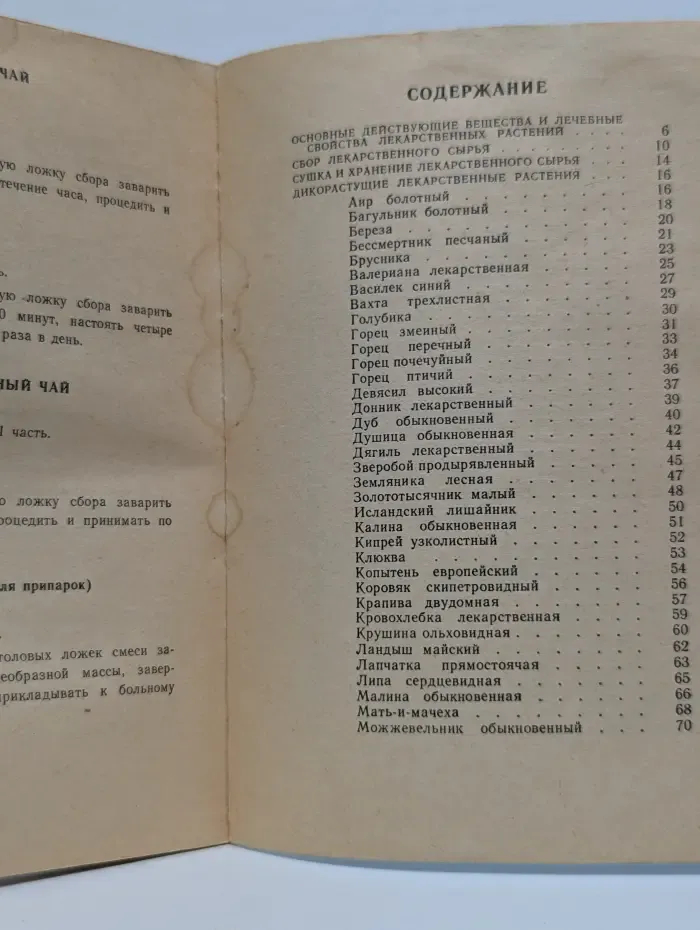 ЧАЙ
ую ложку сбора заварить
течение часа, процедить и
ь.
ую ложку сбора заварить
0 минут, настоять четыре
раза в день.
НЫЙ ЧАЙ
1 часть.
ю ложку сбора заварить
роцедить и принимать по
ля припарок)
толовых ложек смеси за-
цеобразной массы, завер-
прикладывать к больному
СОДЕРЖАНИЕ
ОСНОВНЫЕ ДЕЙСТВУЮЩИЕ ВЕЩЕСТВА И ЛЕЧЕБНЫЕ
СВОЙСТВА ЛЕКАРСТВЕННЫХ РАСТЕНИЙ . . . . 6
СБОР ЛЕКАРСТВЕННОГО СЫРЬЯ . . . . . . . 10
СУШКА И ХРАНЕНИЕ ЛЕКАРСТВЕННОГО СЫРЬЯ . . . 14
ДИКОРАСТУЩИЕ ЛЕКАРСТВЕННЫЕ РАСТЕНИЯ . . . . 16
Аир болотный . . . . . . . . 16
Багульник болотный . . . . . . 18
Береза . . . . . . . . . . 20
Бессмертник песчаный . . . . . . 21
Брусника . . . . . . . . . 23
Валериана лекарственная . . . . . 25
Василек синий . . . . . . . . 27
Вахта трехлистная . . . . . . . 29
Голубика . . . . . . . . . 30
Горец змеиный . . . . . . . . 31
Горец перечный . . . . . . . 33
Горец почечуйный . . . . . . . 34
Горец птичий . . . . . . . . 36
Девясил высокий . . . . . . . 37
Донник лекарственный . . . . . . 39
Дуб обыкновенный . . . . . . . 40
Душица обыкновенная . . . . . . 42
Дягиль лекарственный . . . . . . 44
Зверобой продырявленный . . . . . 45
Земляника лесная . . . . . . . 47
Золототысячник малый . . . . . . 48
Исландский лишайник . . . . . . 50
Калина обыкновенная . . . . . . 51
Кипрей узколистный . . . . . . 52
Клюква . . . . . . . . . 53
Копытень европейский . . . . . . 54
Коровяк скипетровидный . . . . . 56
Крапива двудомная . . . . . . . 57
Кровохлебка лекарственная . . . . 59
Крушина ольховидная . . . . . . 60
Ландыш майский . . . . . . . 62
Лапчатка прямостоячая . . . . . 63
Липа сердцевидная . . . . . . . 65
Малина обыкновенная . . . . . . 66
Мать-и-мачеха . . . . . . . . 68
Можжевельник обыкновенный . . . 70